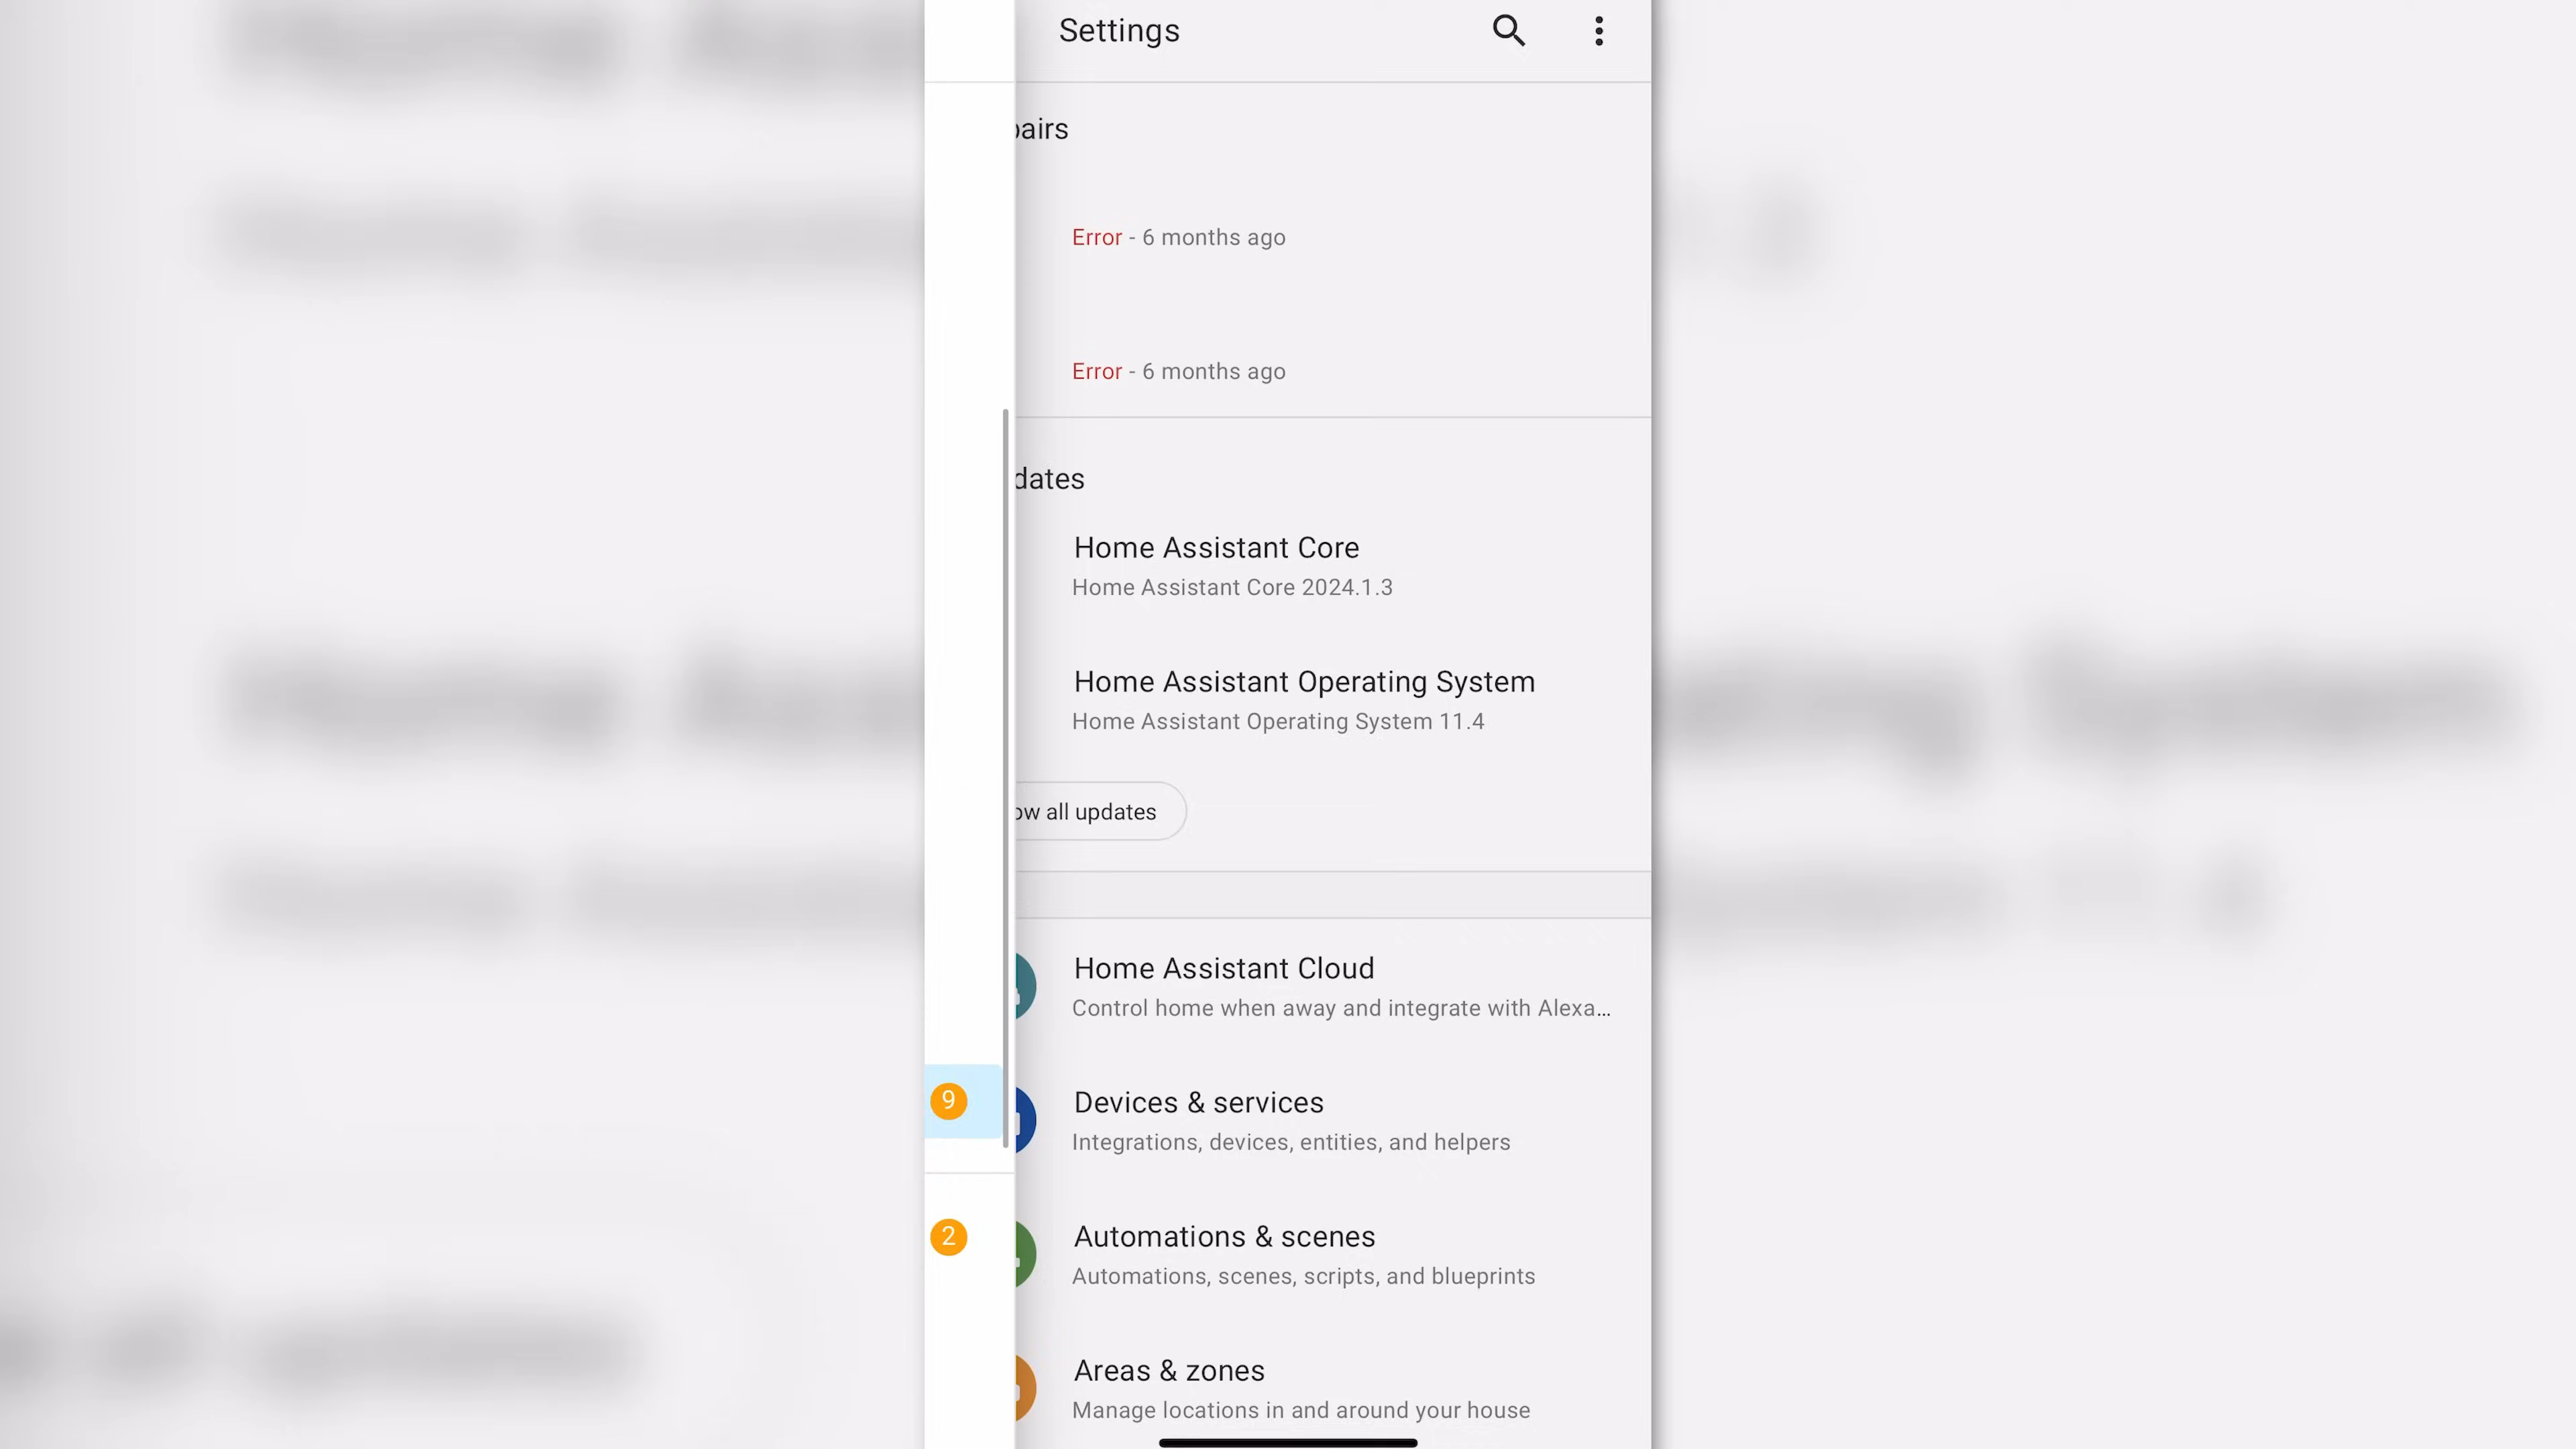 Settings
pairs
Error - 6 months ago
Error - 6 months ago
dates
Home Assistant Core
Home Assistant Core 2024.1.3
Home Assistant Operating System
Home Assistant Operating System 11.4
ow all updates
Home Assistant Cloud
Control home when away and integrate with Alexa...
9
Devices & services
Integrations, devices, entities, and helpers
2
Automations & scenes
Automations, scenes, scripts, and blueprints
Areas & zones
Manage locations in and around your house